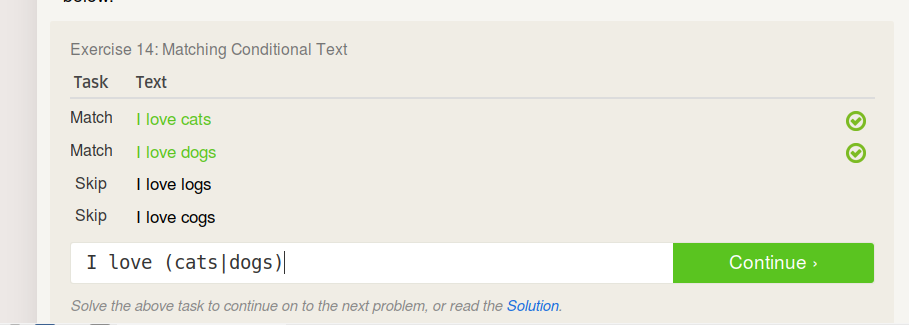 below.
Exercise 14: Matching Conditional Text
Task Text
Match I love cats
Match I love dogs
Skip I love logs
Skip I love cogs
I love (cats|dogs)
Continue ›
Solve the above task to continue on to the next problem, or read the Solution.